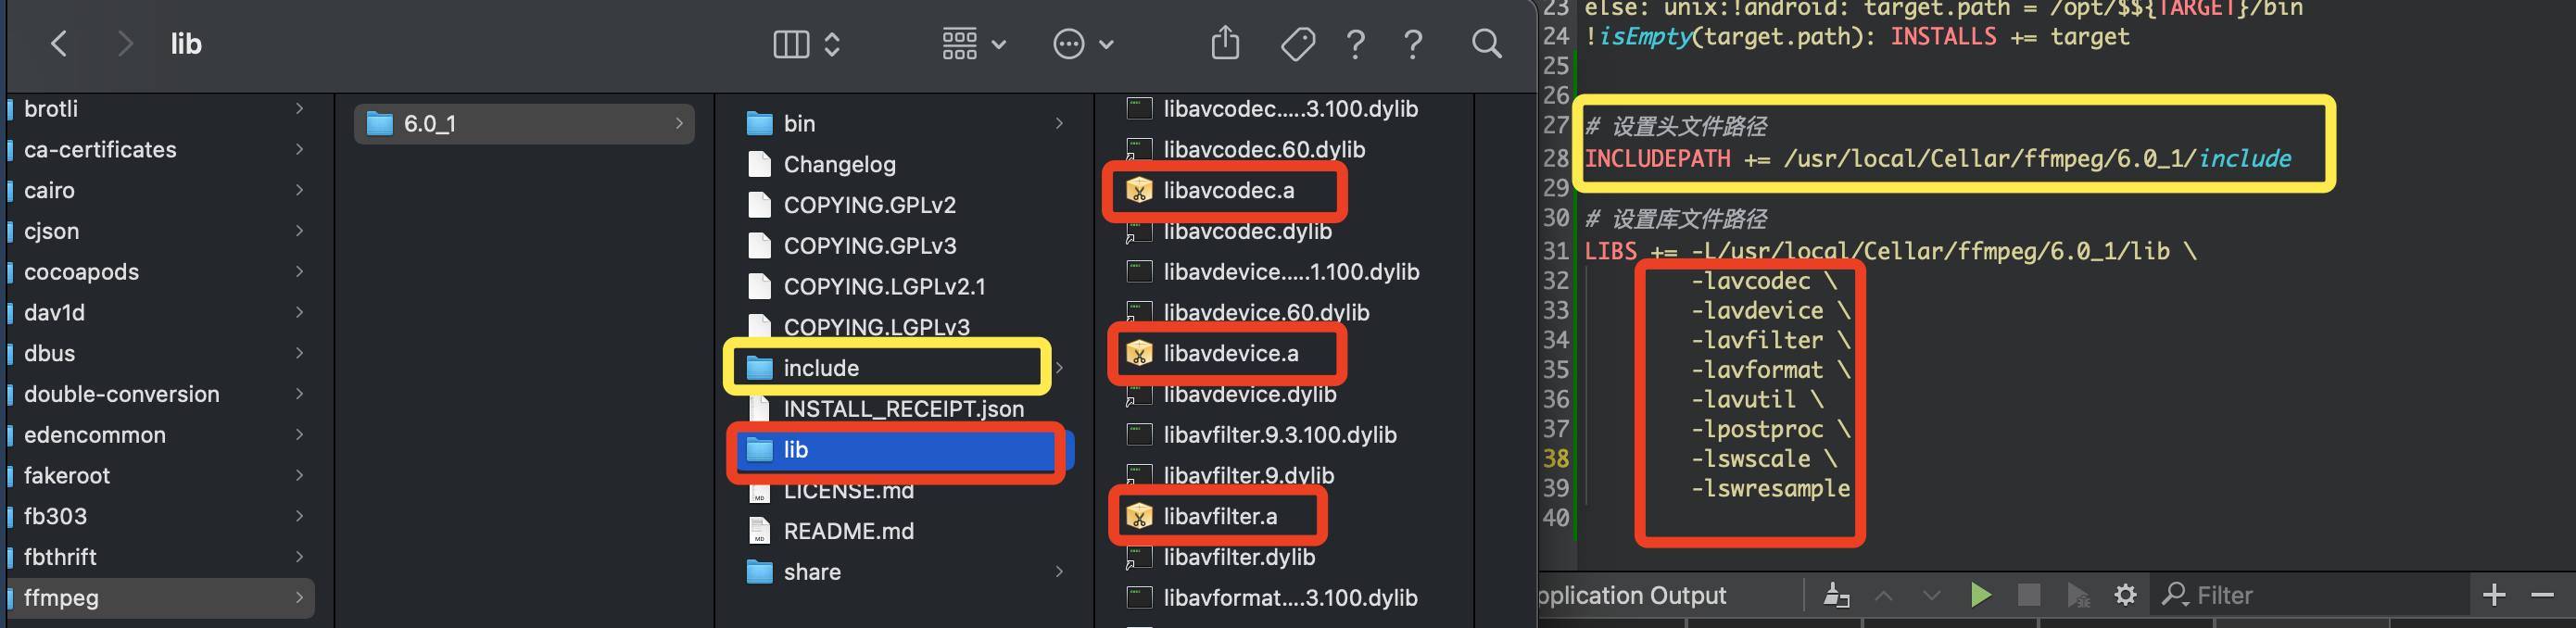 lib
brotli
ca-certificates
cairo
cjson
cocoapods
dav1d
dbus
double-conversion
edencommon
fakeroot
fb303
fbthrift
ffmpeg
6.0_1
bin
Changelog
COPYING.GPLv2
COPYING.GPLv3
COPYING.LGPLv2.1
COPYING.LGPLv3
include
INSTALL_RECEIPT.json
lib
LICENSE.md
README.md
share
libavcodec.....3.100.dylib
libavcodec.60.dylib
libavcodec.a
libavcodec.dylib
libavdevice.....1.100.dylib
libavdevice.60.dylib
libavdevice.a
libavdevice.dylib
libavfilter.9.3.100.dylib
libavfilter.9.dylib
libavfilter.a
libavfilter.dylib
libavformat....3.100.dylib
23 else: unix:!android: target.path = /opt/$${TARGET}/bin
24 !isEmpty(target.path): INSTALLS += target
25
26
27 # 设置头文件路径
28 INCLUDEPATH += /usr/local/Cellar/ffmpeg/6.0_1/include
29
30 # 设置库文件路径
31 LIBS += -L/usr/local/Cellar/ffmpeg/6.0_1/lib \
32 -lavcodec \
33 -lavdevice \
34 -lavfilter \
35 -lavformat \
36 -lavutil \
37 -lpostproc \
38 -lswscale \
39 -lswresample
40
pplication Output
Filter